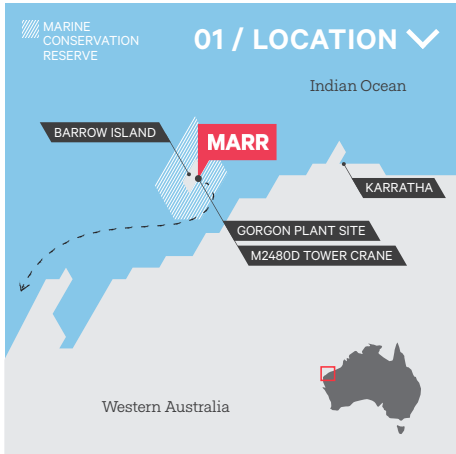 MARINE
CONSERVATION
RESERVE
01 / LOCATION
Indian Ocean
BARROW ISLAND
MARR
KARRATHA
GORGON PLANT SITE
M2480D TOWER CRANE
Western Australia